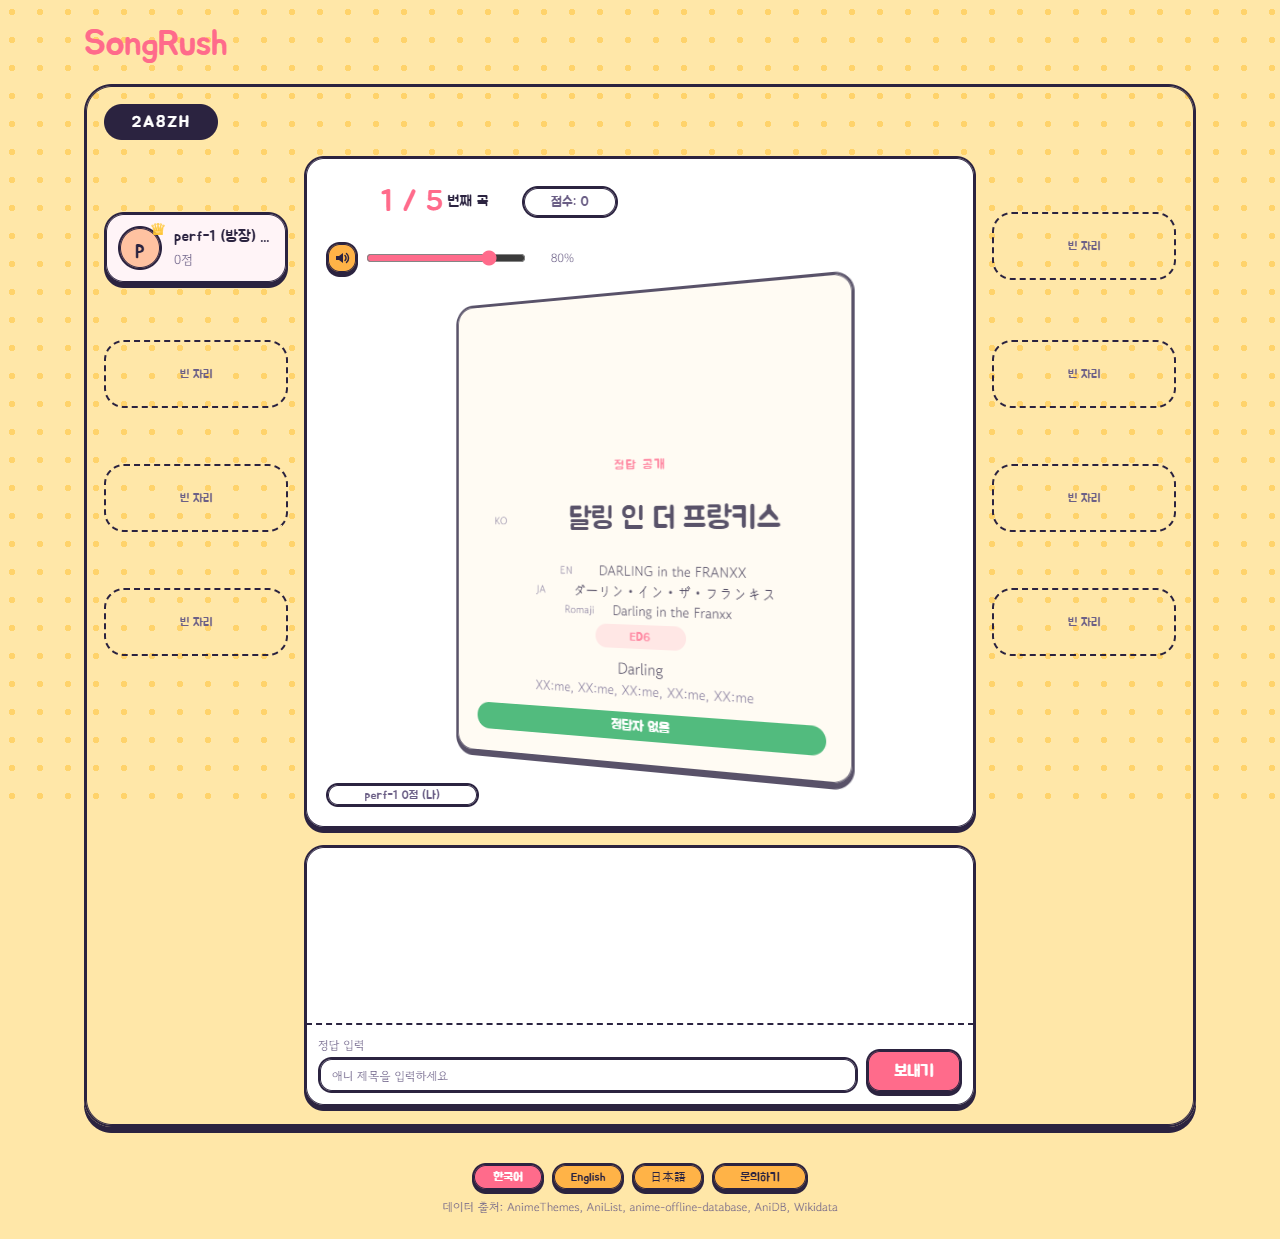 SongRush
2A8ZH
1 / 5 번째 곡
점수: 0
80%
P
perf-1 (방장) ...
0점
빈 자리
빈 자리
빈 자리
빈 자리
빈 자리
빈 자리
빈 자리
정답 공개
KO 달링 인 더 프랑키스
EN DARLING in the FRANXX
JA ダーリン・イン・ザ・フランキス
Romaji Darling in the Franxx
ED6
Darling
XX:me, XX:me, XX:me, XX:me, XX:me
정답자 없음
perf-1 0점 (나)
정답 입력
애니 제목을 입력하세요
보내기
한국어 English 日本語 문의하기
데이터 출처: AnimeThemes, AniList, anime-offline-database, AniDB, Wikidata